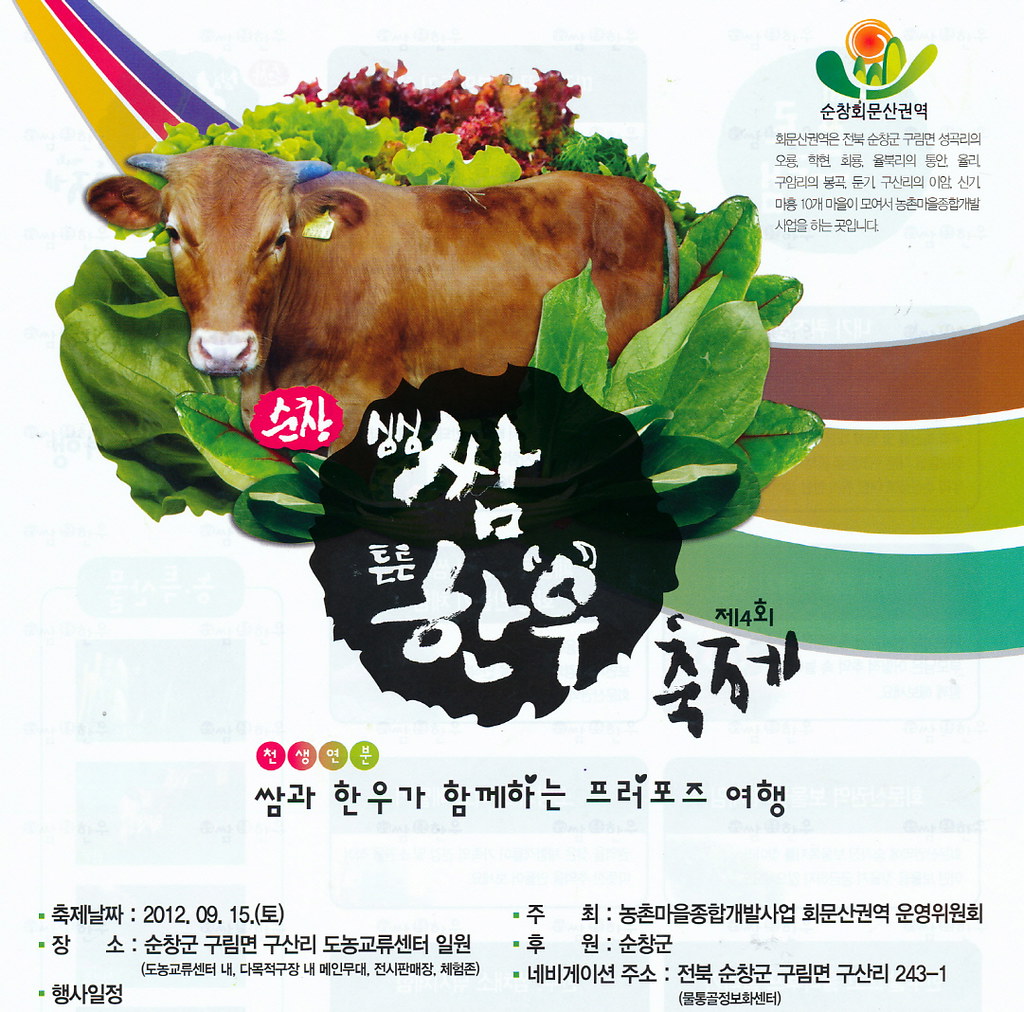 순창회문산권역
회문산권역은 전북 순창군 구림면 성곡리의
오룡, 학현, 회룡, 율북리의 통안, 율리,
구암리의 봉곡, 둔기, 구산리의 이암, 신기,
마흥 10개 마을이 모여서 농촌마을종합개발
사업을 하는 곳입니다.
순창
쌈
튼튼
한우
제4회
축제
천생연분
쌈과 한우가 함께하는 프러포즈 여행
▪ 축제날짜 : 2012. 09. 15.(토)
▪ 장 소 : 순창군 구림면 구산리 도농교류센터 일원
(도농교류센터 내, 다목적구장 내 메인무대, 전시판매장, 체험존)
▪ 행사일정
▪ 주 최 : 농촌마을종합개발사업 회문산권역 운영위원회
▪ 후 원 : 순창군
▪ 네비게이션 주소 : 전북 순창군 구림면 구산리 243-1
(물통골정보화센터)